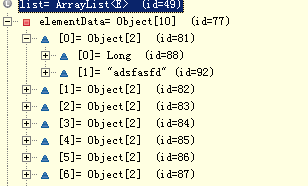 list= ArrayList<E> (id=49)
elementData= Object[10] (id=77)
[0]= Object[2] (id=81)
[0]= Long (id=88)
[1]= "adsfasfd" (id=92)
[1]= Object[2] (id=82)
[2]= Object[2] (id=83)
[3]= Object[2] (id=84)
[4]= Object[2] (id=85)
[5]= Object[2] (id=86)
[6]= Object[2] (id=87)